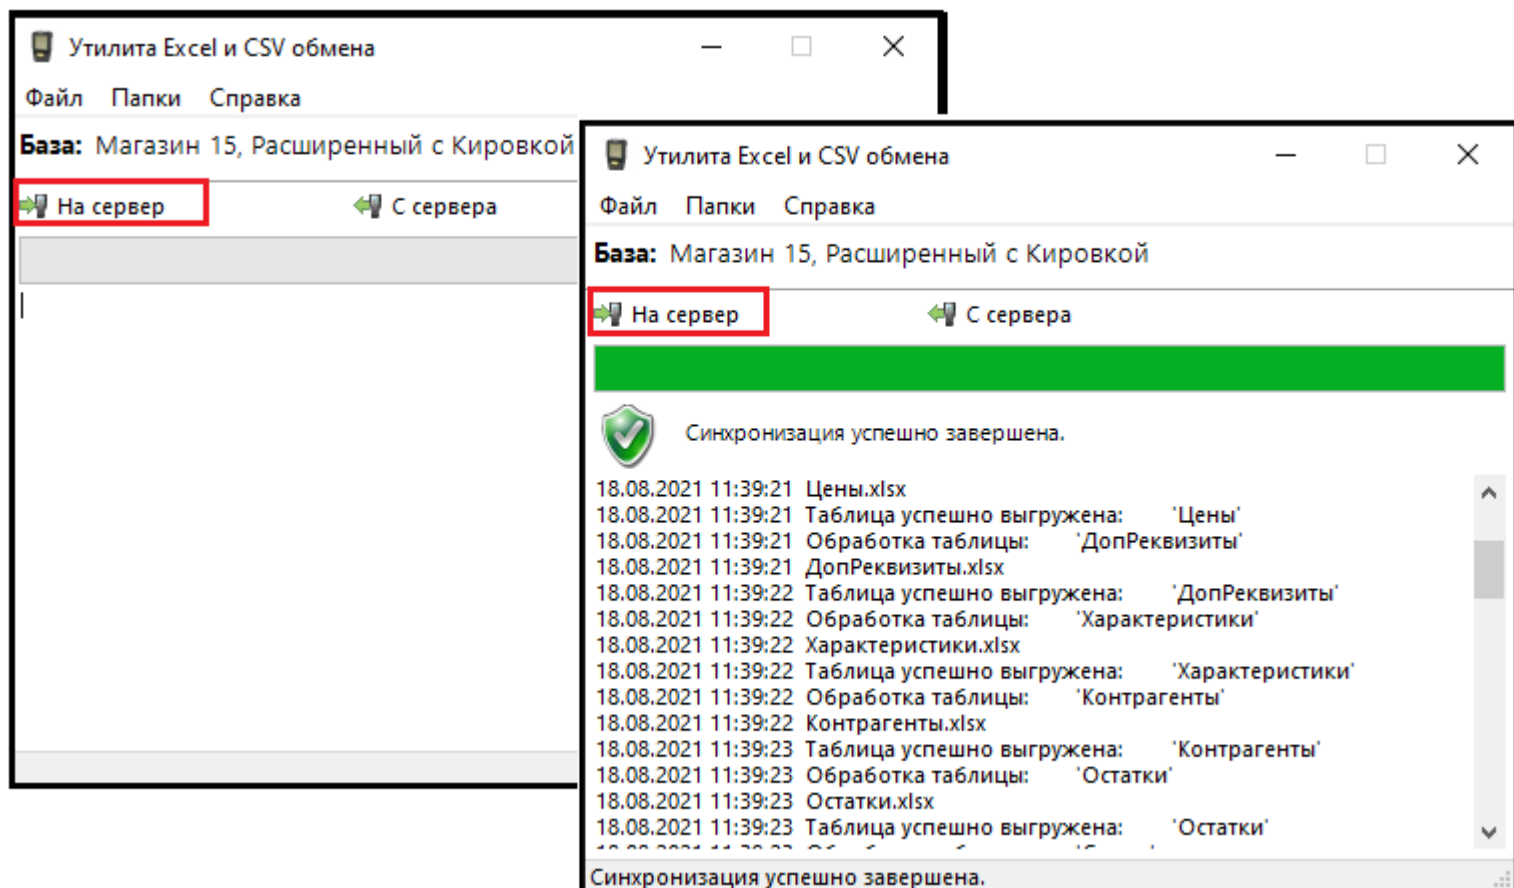 Утилита Excel и CSV обмена
Файл Папки Справка
База: Магазин 15, Расширенный с Кировкой
На сервер С сервера
Утилита Excel и CSV обмена
Файл Папки Справка
База: Магазин 15, Расширенный с Кировкой
На сервер С сервера
Синхронизация успешно завершена.
18.08.2021 11:39:21 Цены.xlsx
18.08.2021 11:39:21 Таблица успешно выгружена: 'Цены'
18.08.2021 11:39:21 Обработка таблицы: 'ДопРеквизиты'
18.08.2021 11:39:21 ДопРеквизиты.xlsx
18.08.2021 11:39:22 Таблица успешно выгружена: 'ДопРеквизиты'
18.08.2021 11:39:22 Обработка таблицы: 'Характеристики'
18.08.2021 11:39:22 Характеристики.xlsx
18.08.2021 11:39:22 Таблица успешно выгружена: 'Характеристики'
18.08.2021 11:39:22 Обработка таблицы: 'Контрагенты'
18.08.2021 11:39:22 Контрагенты.xlsx
18.08.2021 11:39:23 Таблица успешно выгружена: 'Контрагенты'
18.08.2021 11:39:23 Обработка таблицы: 'Остатки'
18.08.2021 11:39:23 Остатки.xlsx
18.08.2021 11:39:23 Таблица успешно выгружена: 'Остатки'
Синхронизация успешно завершена.